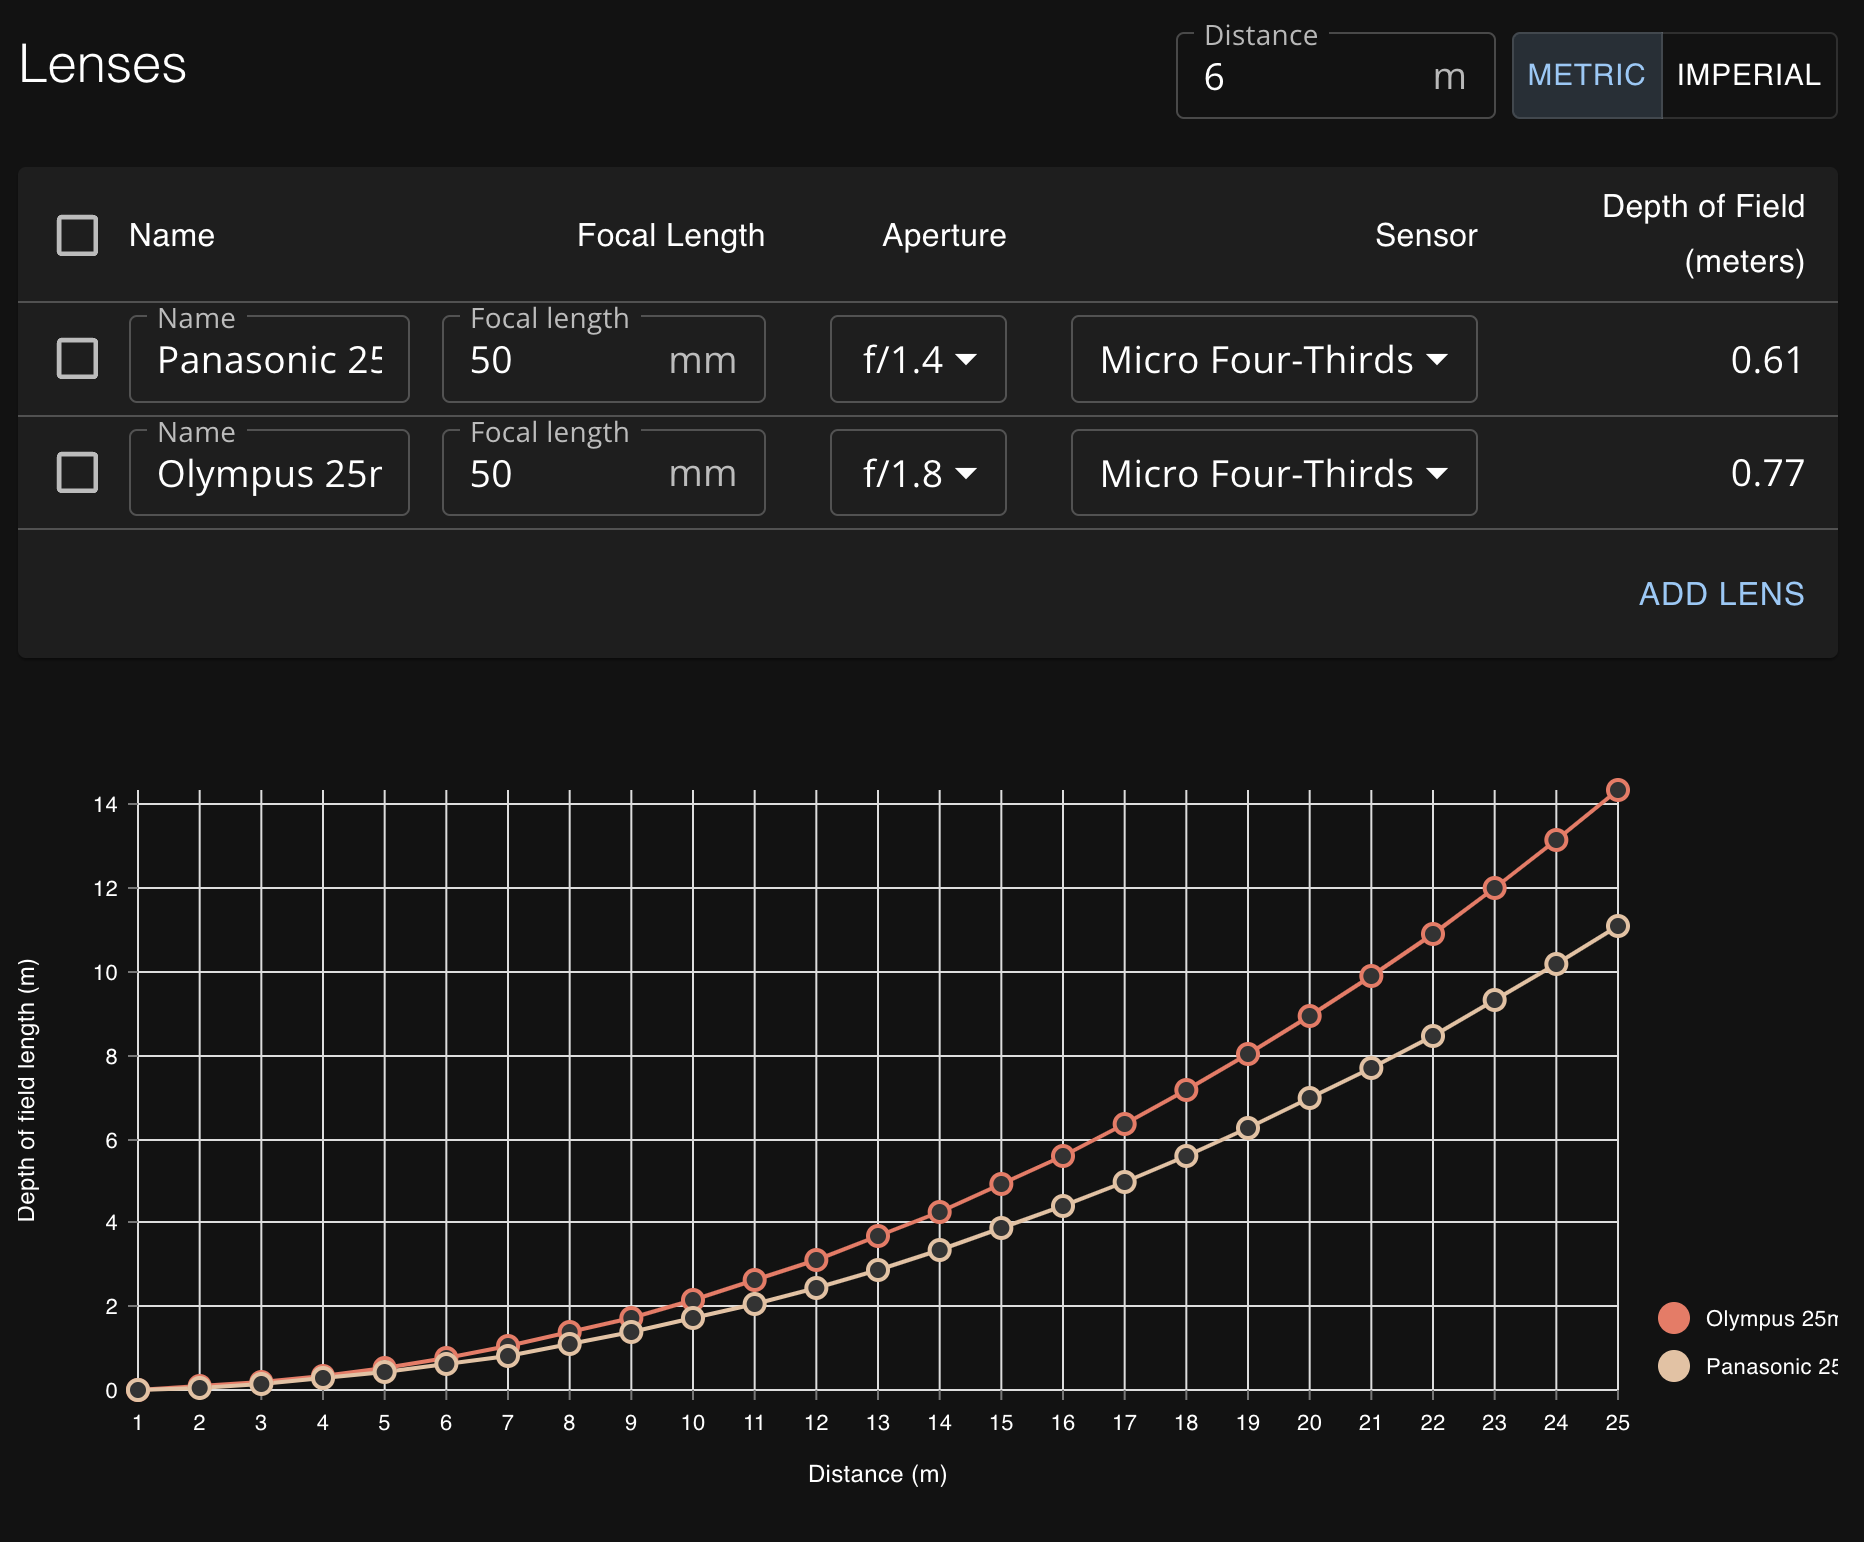 Lenses
Distance
6 m
METRIC IMPERIAL
Name Focal Length Aperture Sensor Depth of Field (meters)
Name Focal length
Panasonic 25 50 mm f/1.4 Micro Four-Thirds 0.61
Name Focal length
Olympus 25 50 mm f/1.8 Micro Four-Thirds 0.77
ADD LENS
14
12
10
8
6
4
2
0
Depth of field length (m)
1 2 3 4 5 6 7 8 9 10 11 12 13 14 15 16 17 18 19 20 21 22 23 24 25
Distance (m)
Olympus 25m
Panasonic 25